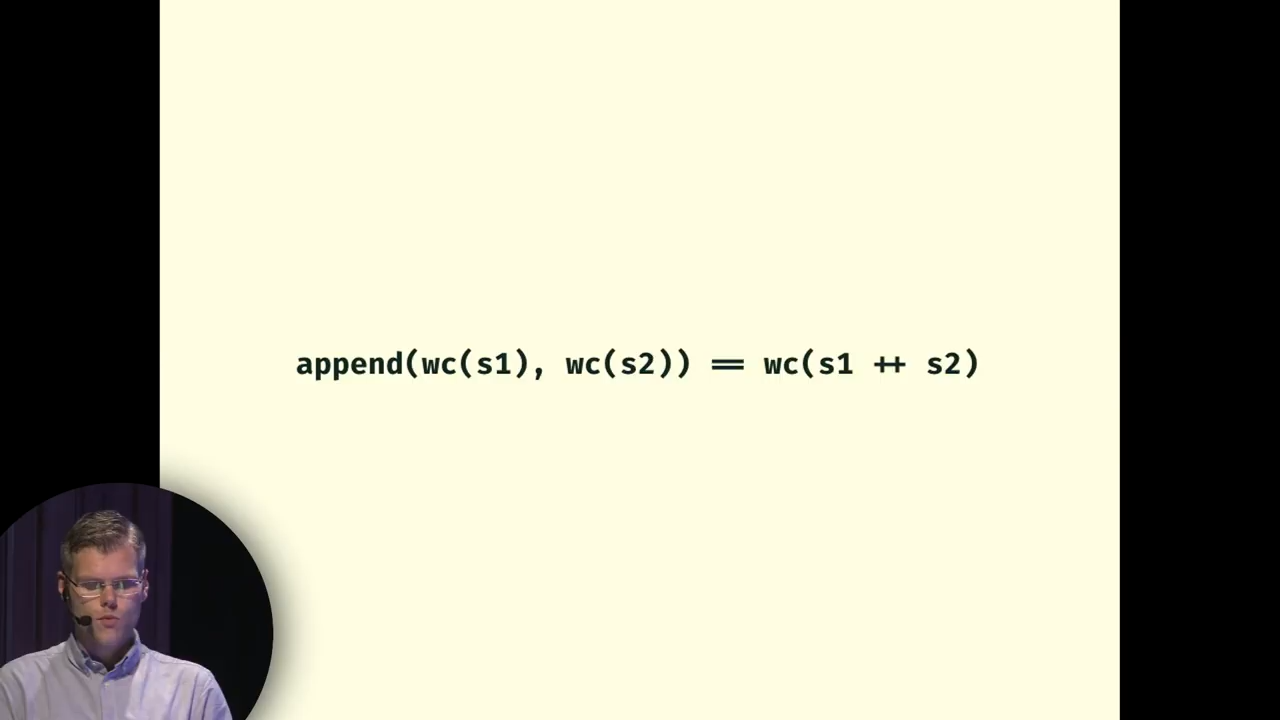 append(wc(s1), wc(s2)) == wc(s1 ++ s2)